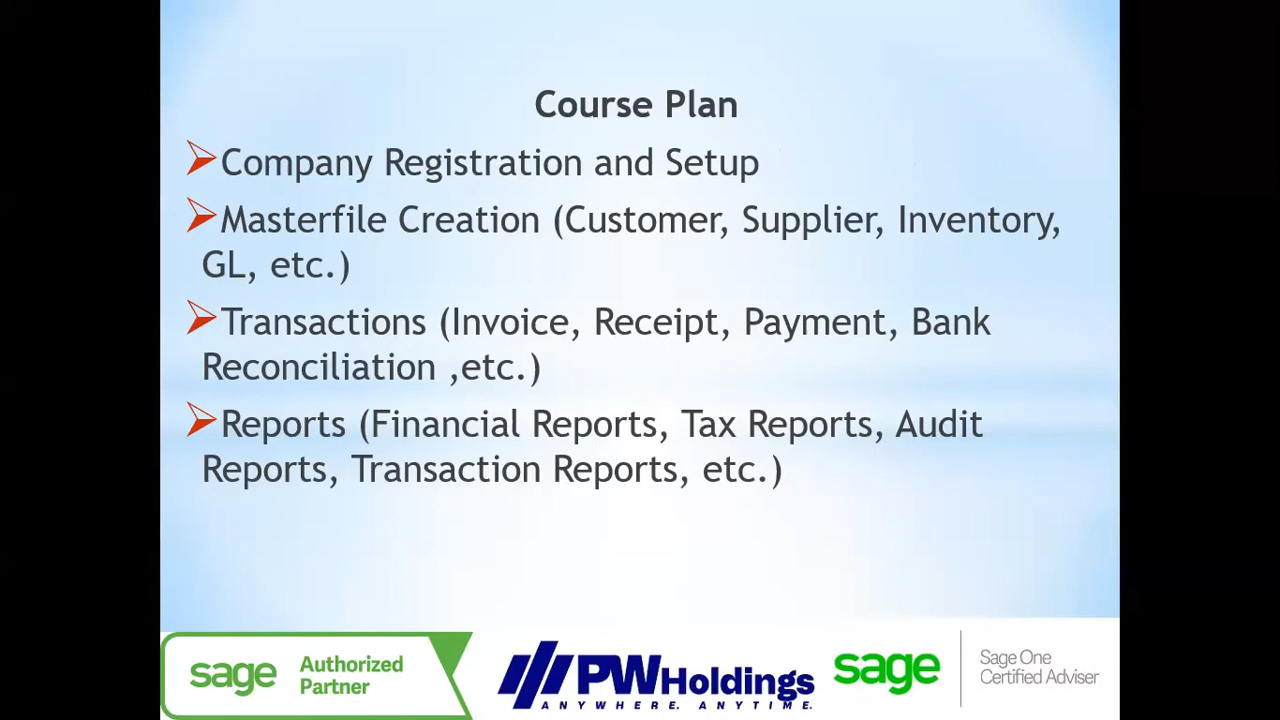 Course Plan
Company Registration and Setup
Masterfile Creation (Customer, Supplier, Inventory,
GL, etc.)
Transactions (Invoice, Receipt, Payment, Bank
Reconciliation ,etc.)
Reports (Financial Reports, Tax Reports, Audit
Reports, Transaction Reports, etc.)
sage Authorized
Partner
PWHoldings
ANYWHERE. ANYTIME.
sage
Sage One
Certified Adviser